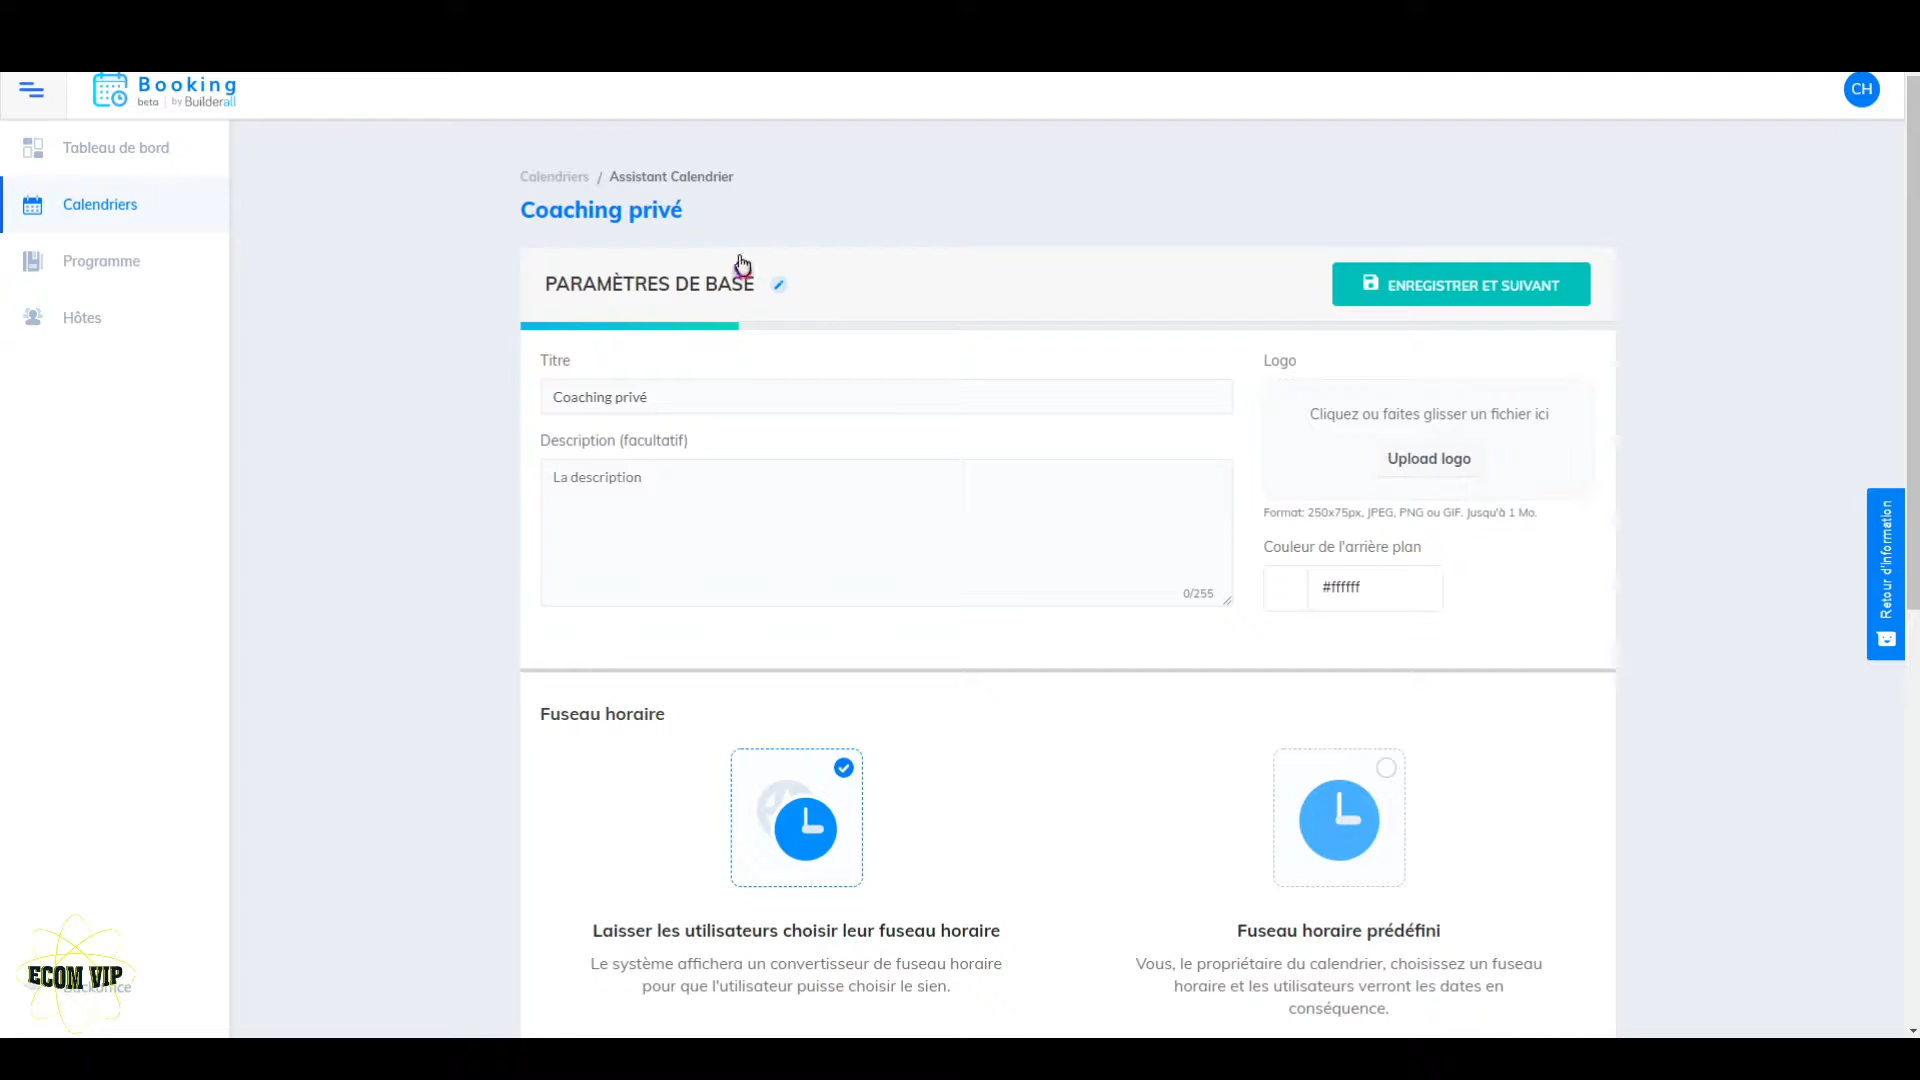 Booking
beta | by Builderall
CH
Tableau de bord
Calendriers
Programme
Hôtes
Calendriers / Assistant Calendrier
Coaching privé
PARAMÈTRES DE BASE
ENREGISTRER ET SUIVANT
Titre
Coaching privé
Description (facultatif)
La description
0/255
Logo
Cliquez ou faites glisser un fichier ici
Upload logo
Format: 250x75px, JPEG, PNG ou GIF. Jusqu'à 1 Mo.
Couleur de l'arrière plan
#ffffff
Retour d'information
Fuseau horaire
Laisser les utilisateurs choisir leur fuseau horaire
Le système affichera un convertisseur de fuseau horaire
pour que l'utilisateur puisse choisir le sien.
Fuseau horaire prédéfini
Vous, le propriétaire du calendrier, choisissez un fuseau
horaire et les utilisateurs verront les dates en
conséquence.
ECOM VIP